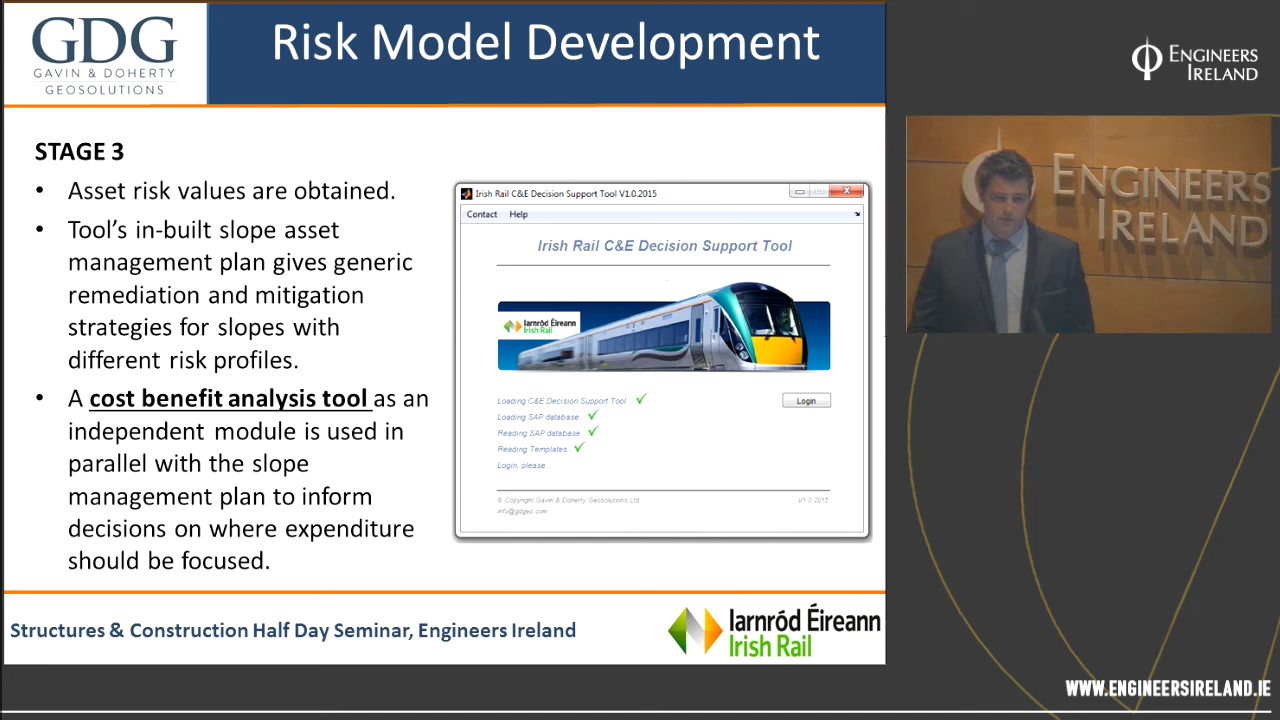 GDG
GAVIN & DOHERTY
GEOSOLUTIONS
Risk Model Development
ENGINEERS
IRELAND
STAGE 3
• Asset risk values are obtained.
• Tool's in-built slope asset
management plan gives generic
remediation and mitigation
strategies for slopes with
different risk profiles.
• A cost benefit analysis tool as an
independent module is used in
parallel with the slope
management plan to inform
decisions on where expenditure
should be focused.
Irish Rail C&E Decision Support Tool V1.0.2015
Contact Help
Irish Rail C&E Decision Support Tool
Iarnród Éireann
Irish Rail
Loading C&E Decision Support Tool
Loading SAP database...
Reading SAP database...
Reading Templates...
Login, please...
Login
© Copyright Gavin & Doherty Geosolutions Ltd.
V1.0.2015
info@gdgeo.com
ENGINEERS
IRELAND
Structures & Construction Half Day Seminar, Engineers Ireland
Iarnród Éireann
Irish Rail
WWW.ENGINEERSIRELAND.IE